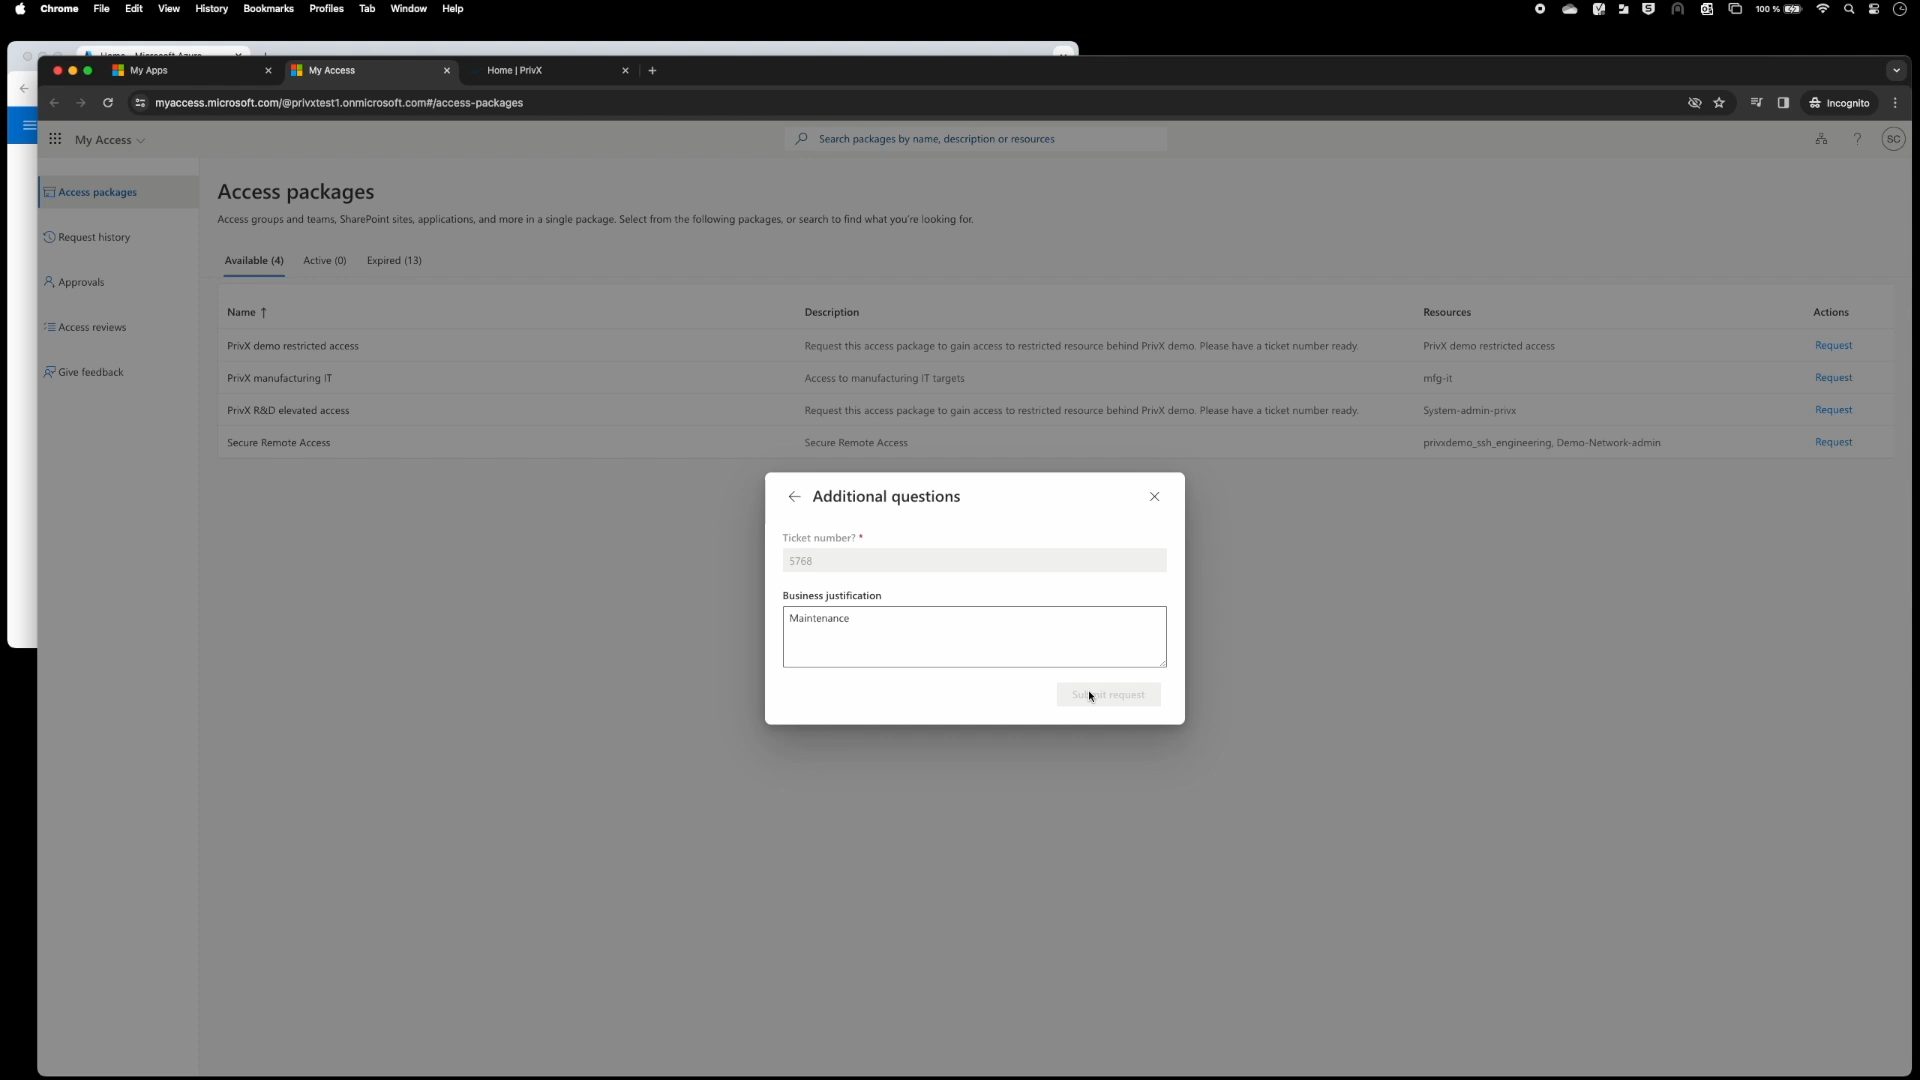 Chrome File Edit View History Bookmarks Profiles Tab Window Help
100 %
My Apps
My Access
Home | PrivX
myaccess.microsoft.com/@privxtest1.onmicrosoft.com#/access-packages
Incognito
My Access
Search packages by name, description or resources
SC
Access packages
Request history
Approvals
Access reviews
Give feedback
Access packages
Access groups and teams, SharePoint sites, applications, and more in a single package. Select from the following packages, or search to find what you're looking for.
Available (4) Active (0) Expired (13)
Name ↑ Description Resources Actions
PrivX demo restricted access Request this access package to gain access to restricted resource behind PrivX demo. Please have a ticket number ready. PrivX demo restricted access Request
PrivX manufacturing IT Access to manufacturing IT targets mfg-it Request
PrivX R&D elevated access Request this access package to gain access to restricted resource behind PrivX demo. Please have a ticket number ready. System-admin-privx Request
Secure Remote Access Secure Remote Access privxdemo_ssh_engineering, Demo-Network-admin Request
Additional questions
Ticket number? *
5768
Business justification
Maintenance
Submit request